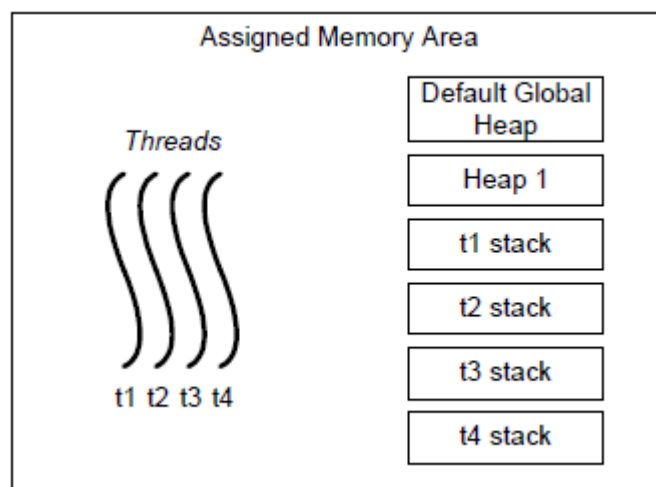 Assigned Memory Area
Threads
t1 t2 t3 t4
Default Global
Heap
Heap 1
t1 stack
t2 stack
t3 stack
t4 stack